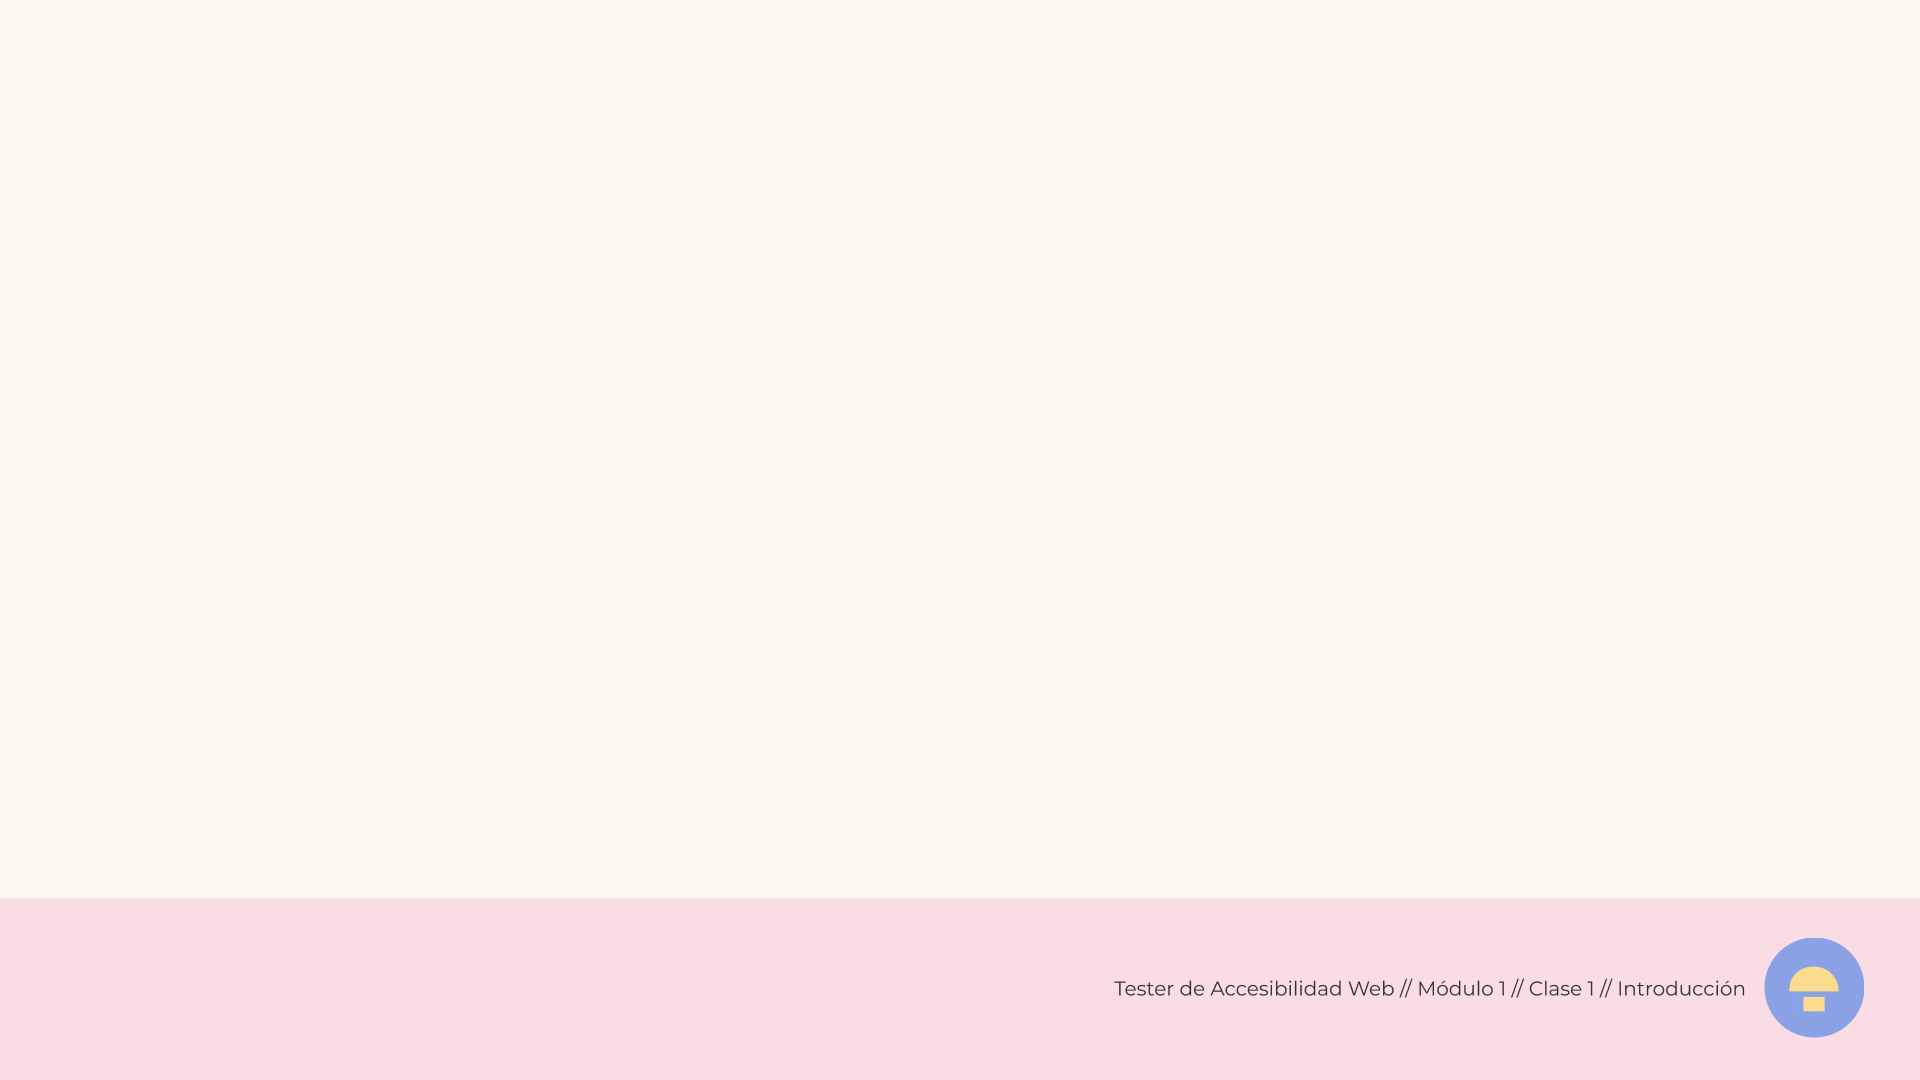 Tester de Accesibilidad Web // Módulo 1 // Clase 1 // Introducción